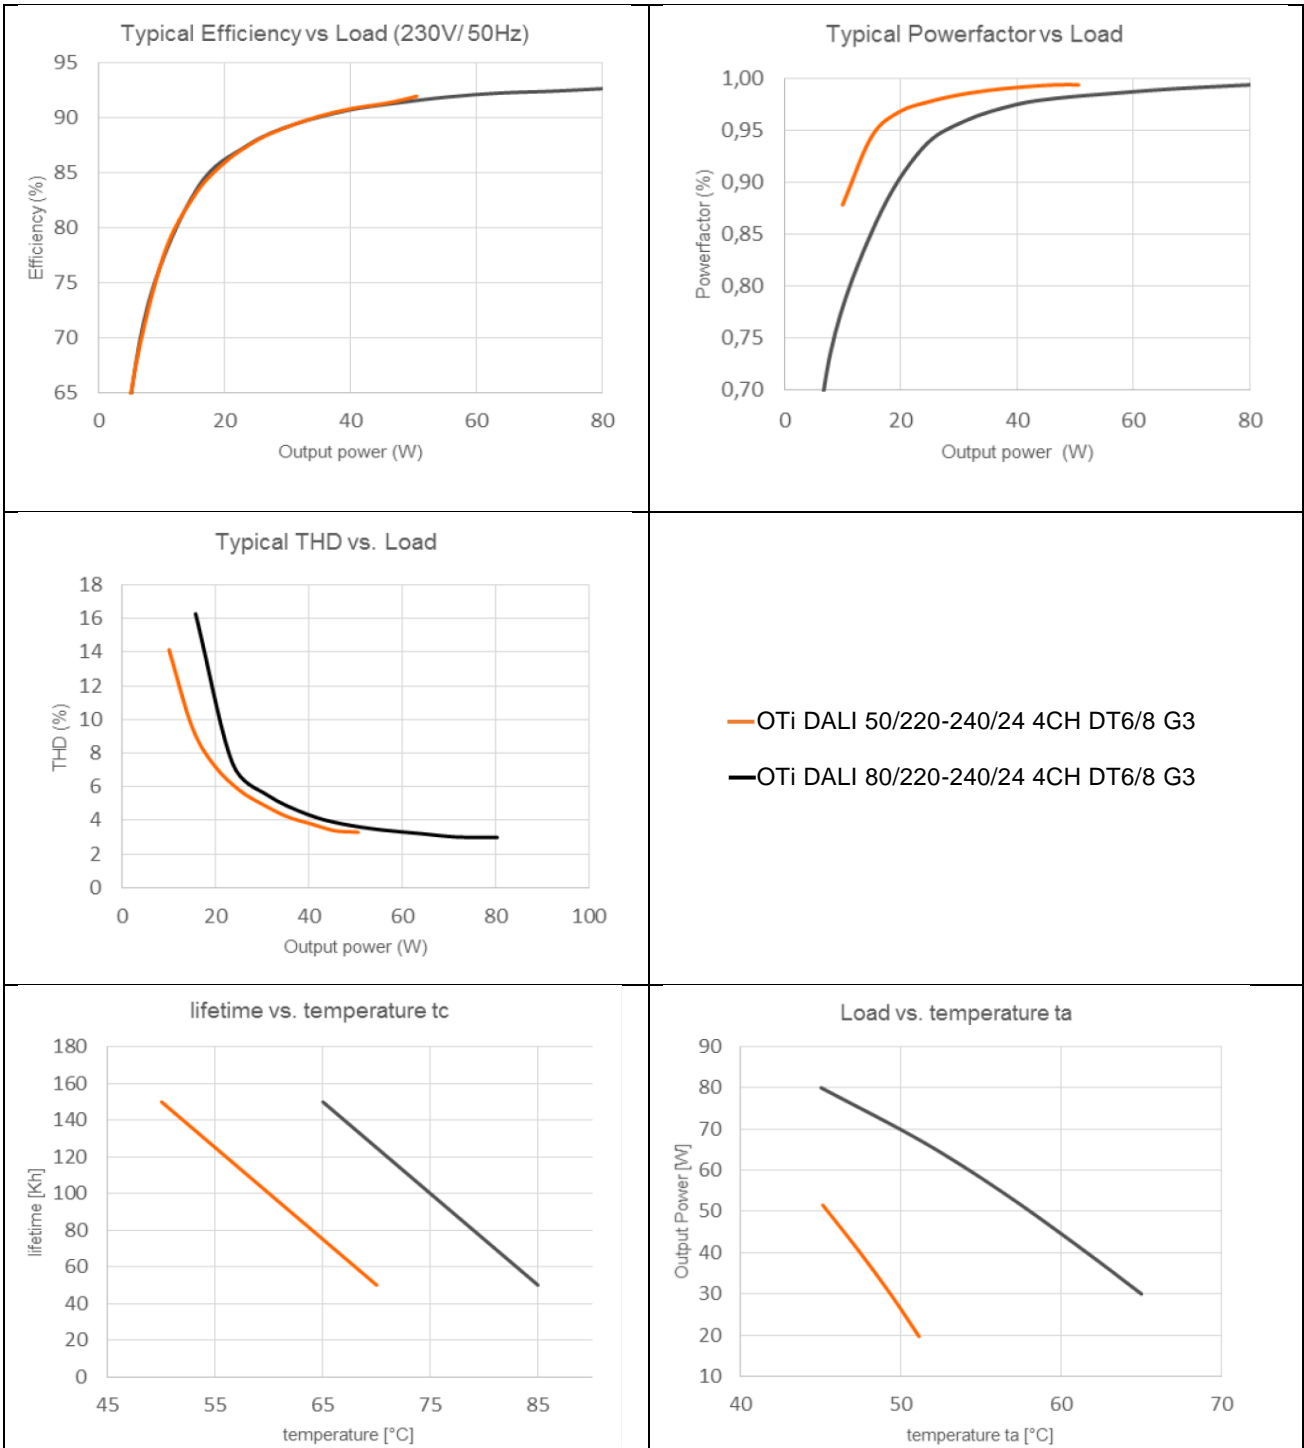 Typical Efficiency vs Load (230V/ 50Hz)
95
90
85
80
75
70
65
Efficiency (%)
0 20 40 60 80
Output power (W)
Typical Powerfactor vs Load
1,00
0,95
0,90
0,85
0,80
0,75
0,70
Powerfactor (%)
0 20 40 60 80
Output power (W)
Typical THD vs. Load
18
16
14
12
10
8
6
4
2
0
THD (%)
0 20 40 60 80 100
Output power (W)
OTi DALI 50/220-240/24 4CH DT6/8 G3
OTi DALI 80/220-240/24 4CH DT6/8 G3
lifetime vs. temperature tc
180
160
140
120
100
80
60
40
20
0
lifetime [Kh]
45 55 65 75 85
temperature [°C]
Load vs. temperature ta
90
80
70
60
50
40
30
20
10
Output Power [W]
40 50 60 70
temperature ta [°C]